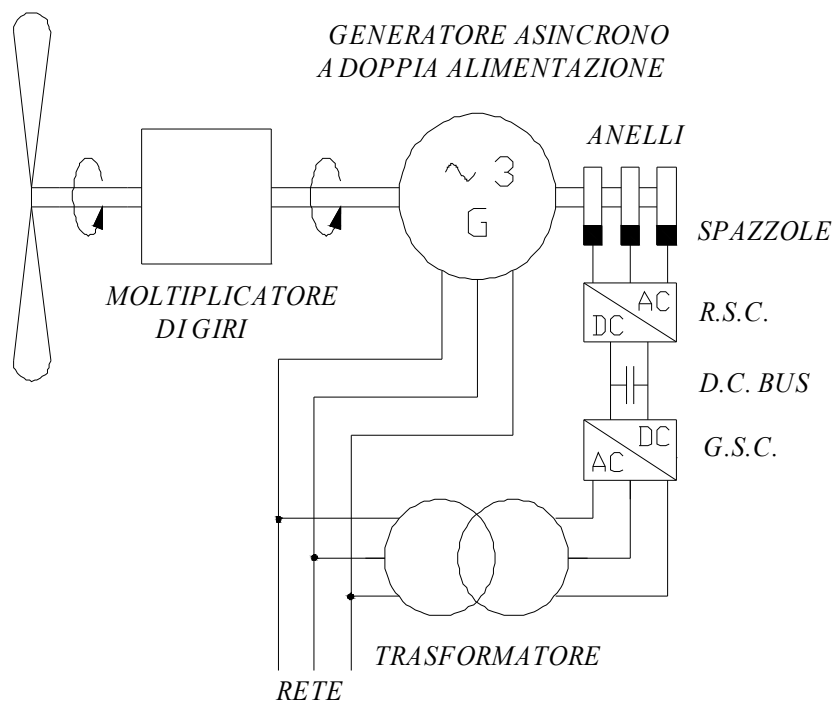 GENERATORE ASINCRONO
A DOPPIA ALIMENTAZIONE
ANELLI
~ 3
G
SPAZZOLE
MOLTIPLICATORE
DI GIRI
AC
DC
R.S.C.
D.C. BUS
DC
AC
G.S.C.
TRASFORMATORE
RETE